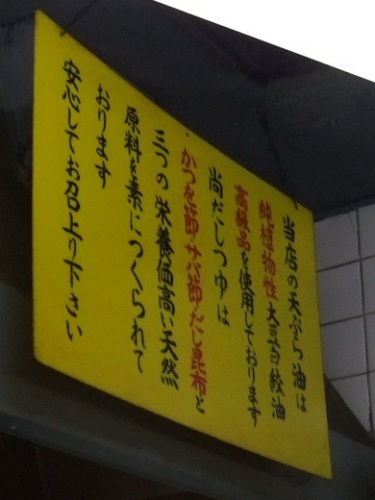 当店の天ぷら油は
純植物性大豆白絞油
高級品を使用しております
尚だしつゆは
かつを節・六節・だし昆布と
三つの栄養価高い天然
原料を素につくられて
おります
安心してお召上り下さい